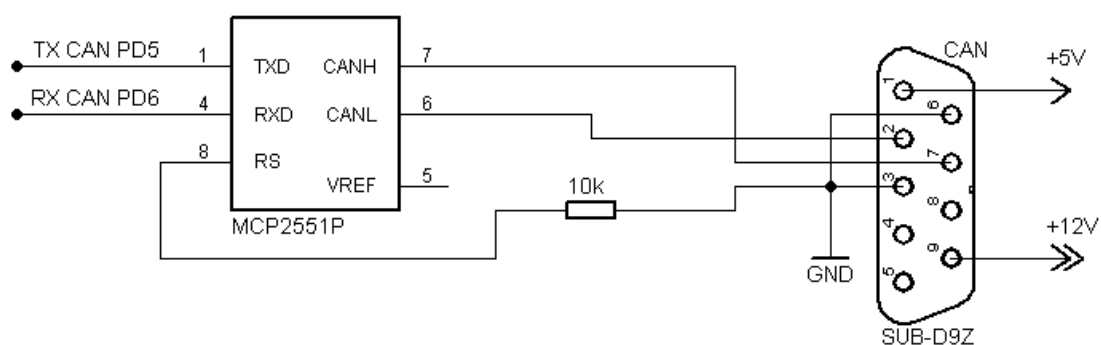 TX CAN PD5
1
TXD
CANH
7
CAN
+5V
RX CAN PD6
4
RXD
CANL
6
8
RS
VREF
5
MCP2551P
10k
GND
1
6
2
7
3
8
4
9
5
+12V
SUB-D9Z